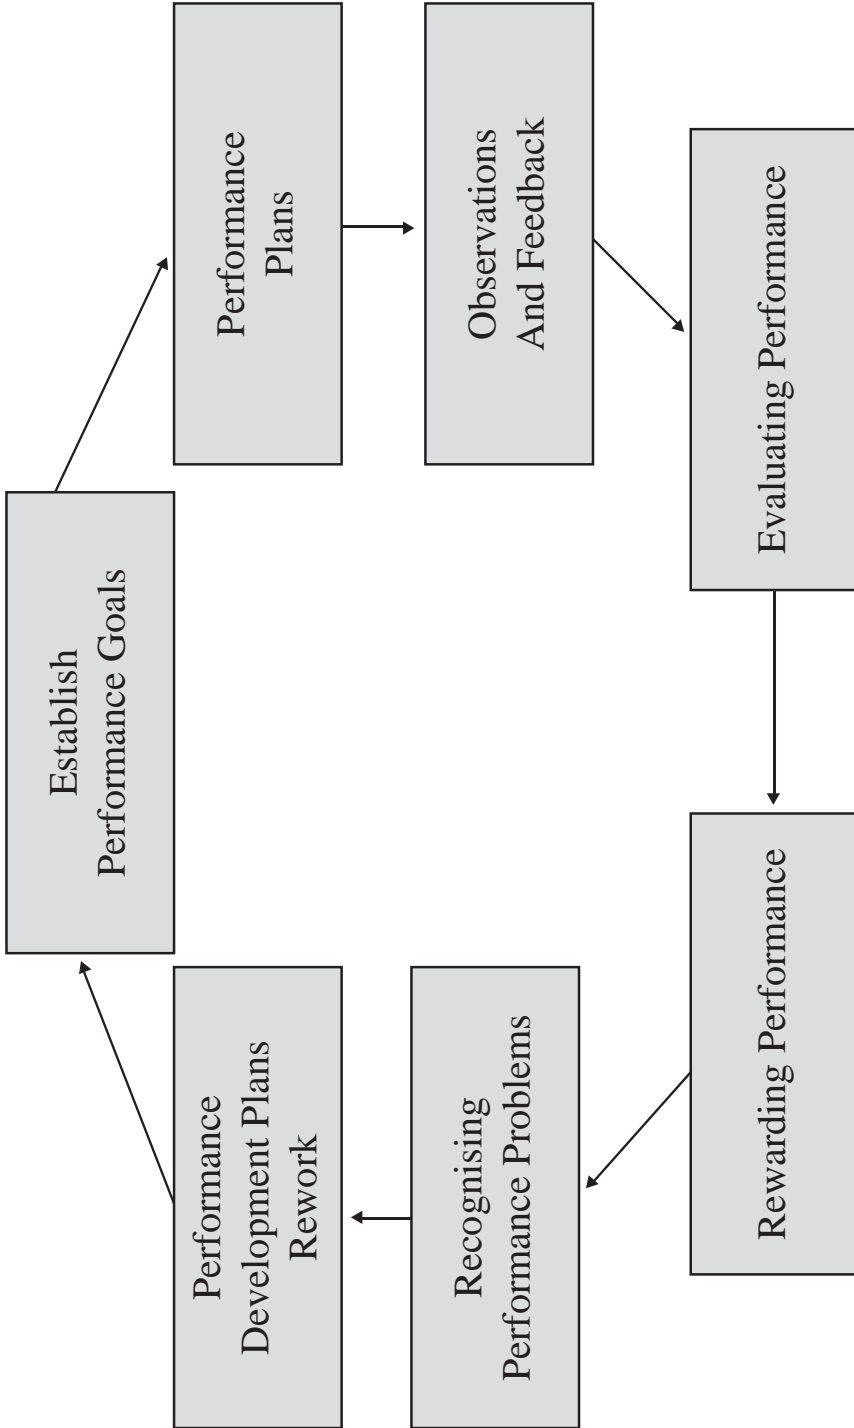 Establish
Performance Goals
Performance
Plans
Observations
And Feedback
Evaluating Performance
Rewarding Performance
Recognising
Performance Problems
Performance
Development Plans
Rework